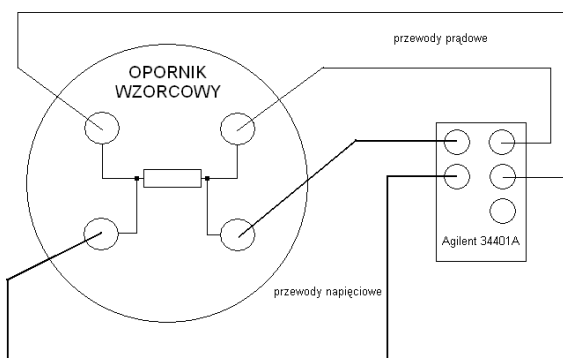 przewody prądowe
OPORNIK
WZORCOWY
Agilent 34401A
przewody napięciowe